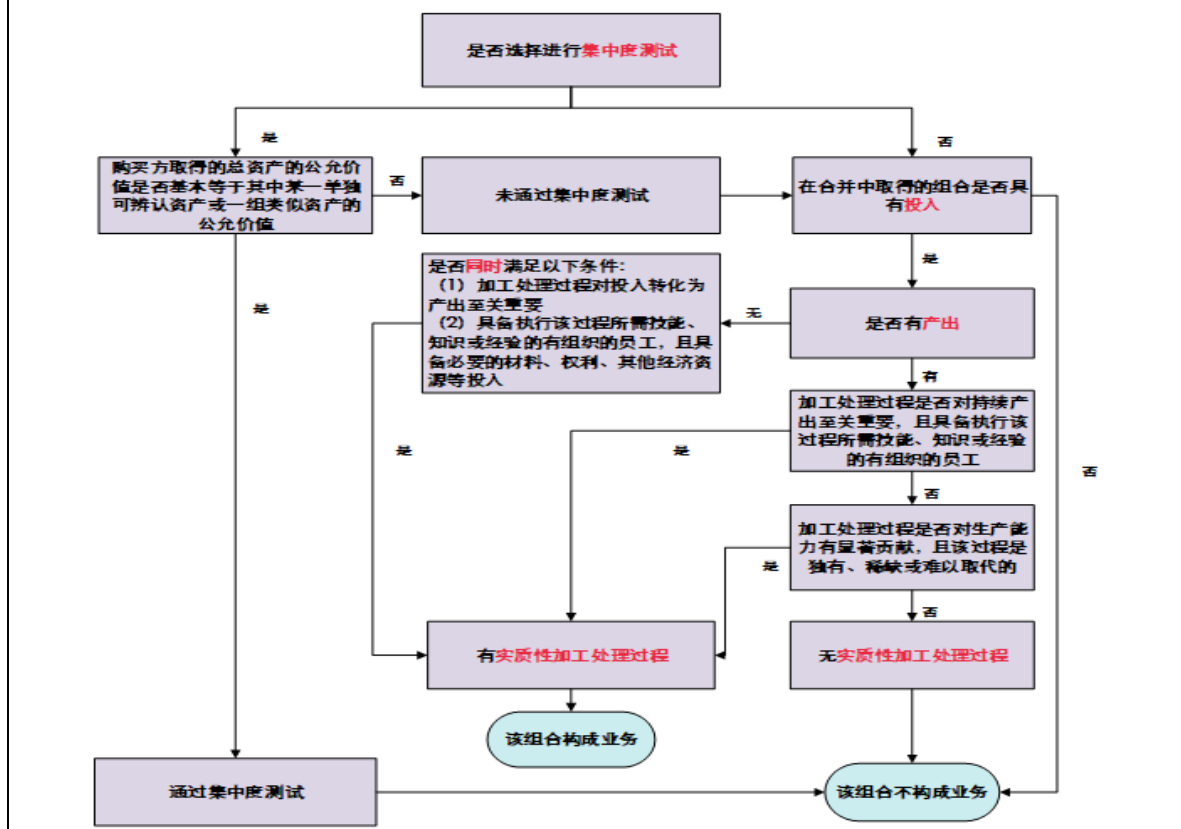 是否选择进行集中度测试
是
否
购买方取得的总资产的公允价
值是否基本等于其中某一单独
可辨认资产或一组类似资产的
公允价值
否
未通过集中度测试
在合并中取得的组合是否具
有投入
是
是否同时满足以下条件:
(1) 加工处理过程对投入转化为
产出至关重要
(2) 具备执行该过程所需技能、
知识或经验的有组织的员工，且具
备必要的材料、权利、其他经济资
源等投入
是
无
是否有产出
有
加工处理过程是否对持续产
出至关重要，且具备执行该
过程所需技能、知识或经验
的有组织的员工
是
是
否
否
加工处理过程是否对生产能
力有显著贡献，且该过程是
独有、稀缺或难以取代的
是
否
有实质性加工处理过程
无实质性加工处理过程
该组合构成业务
通过集中度测试
该组合不构成业务